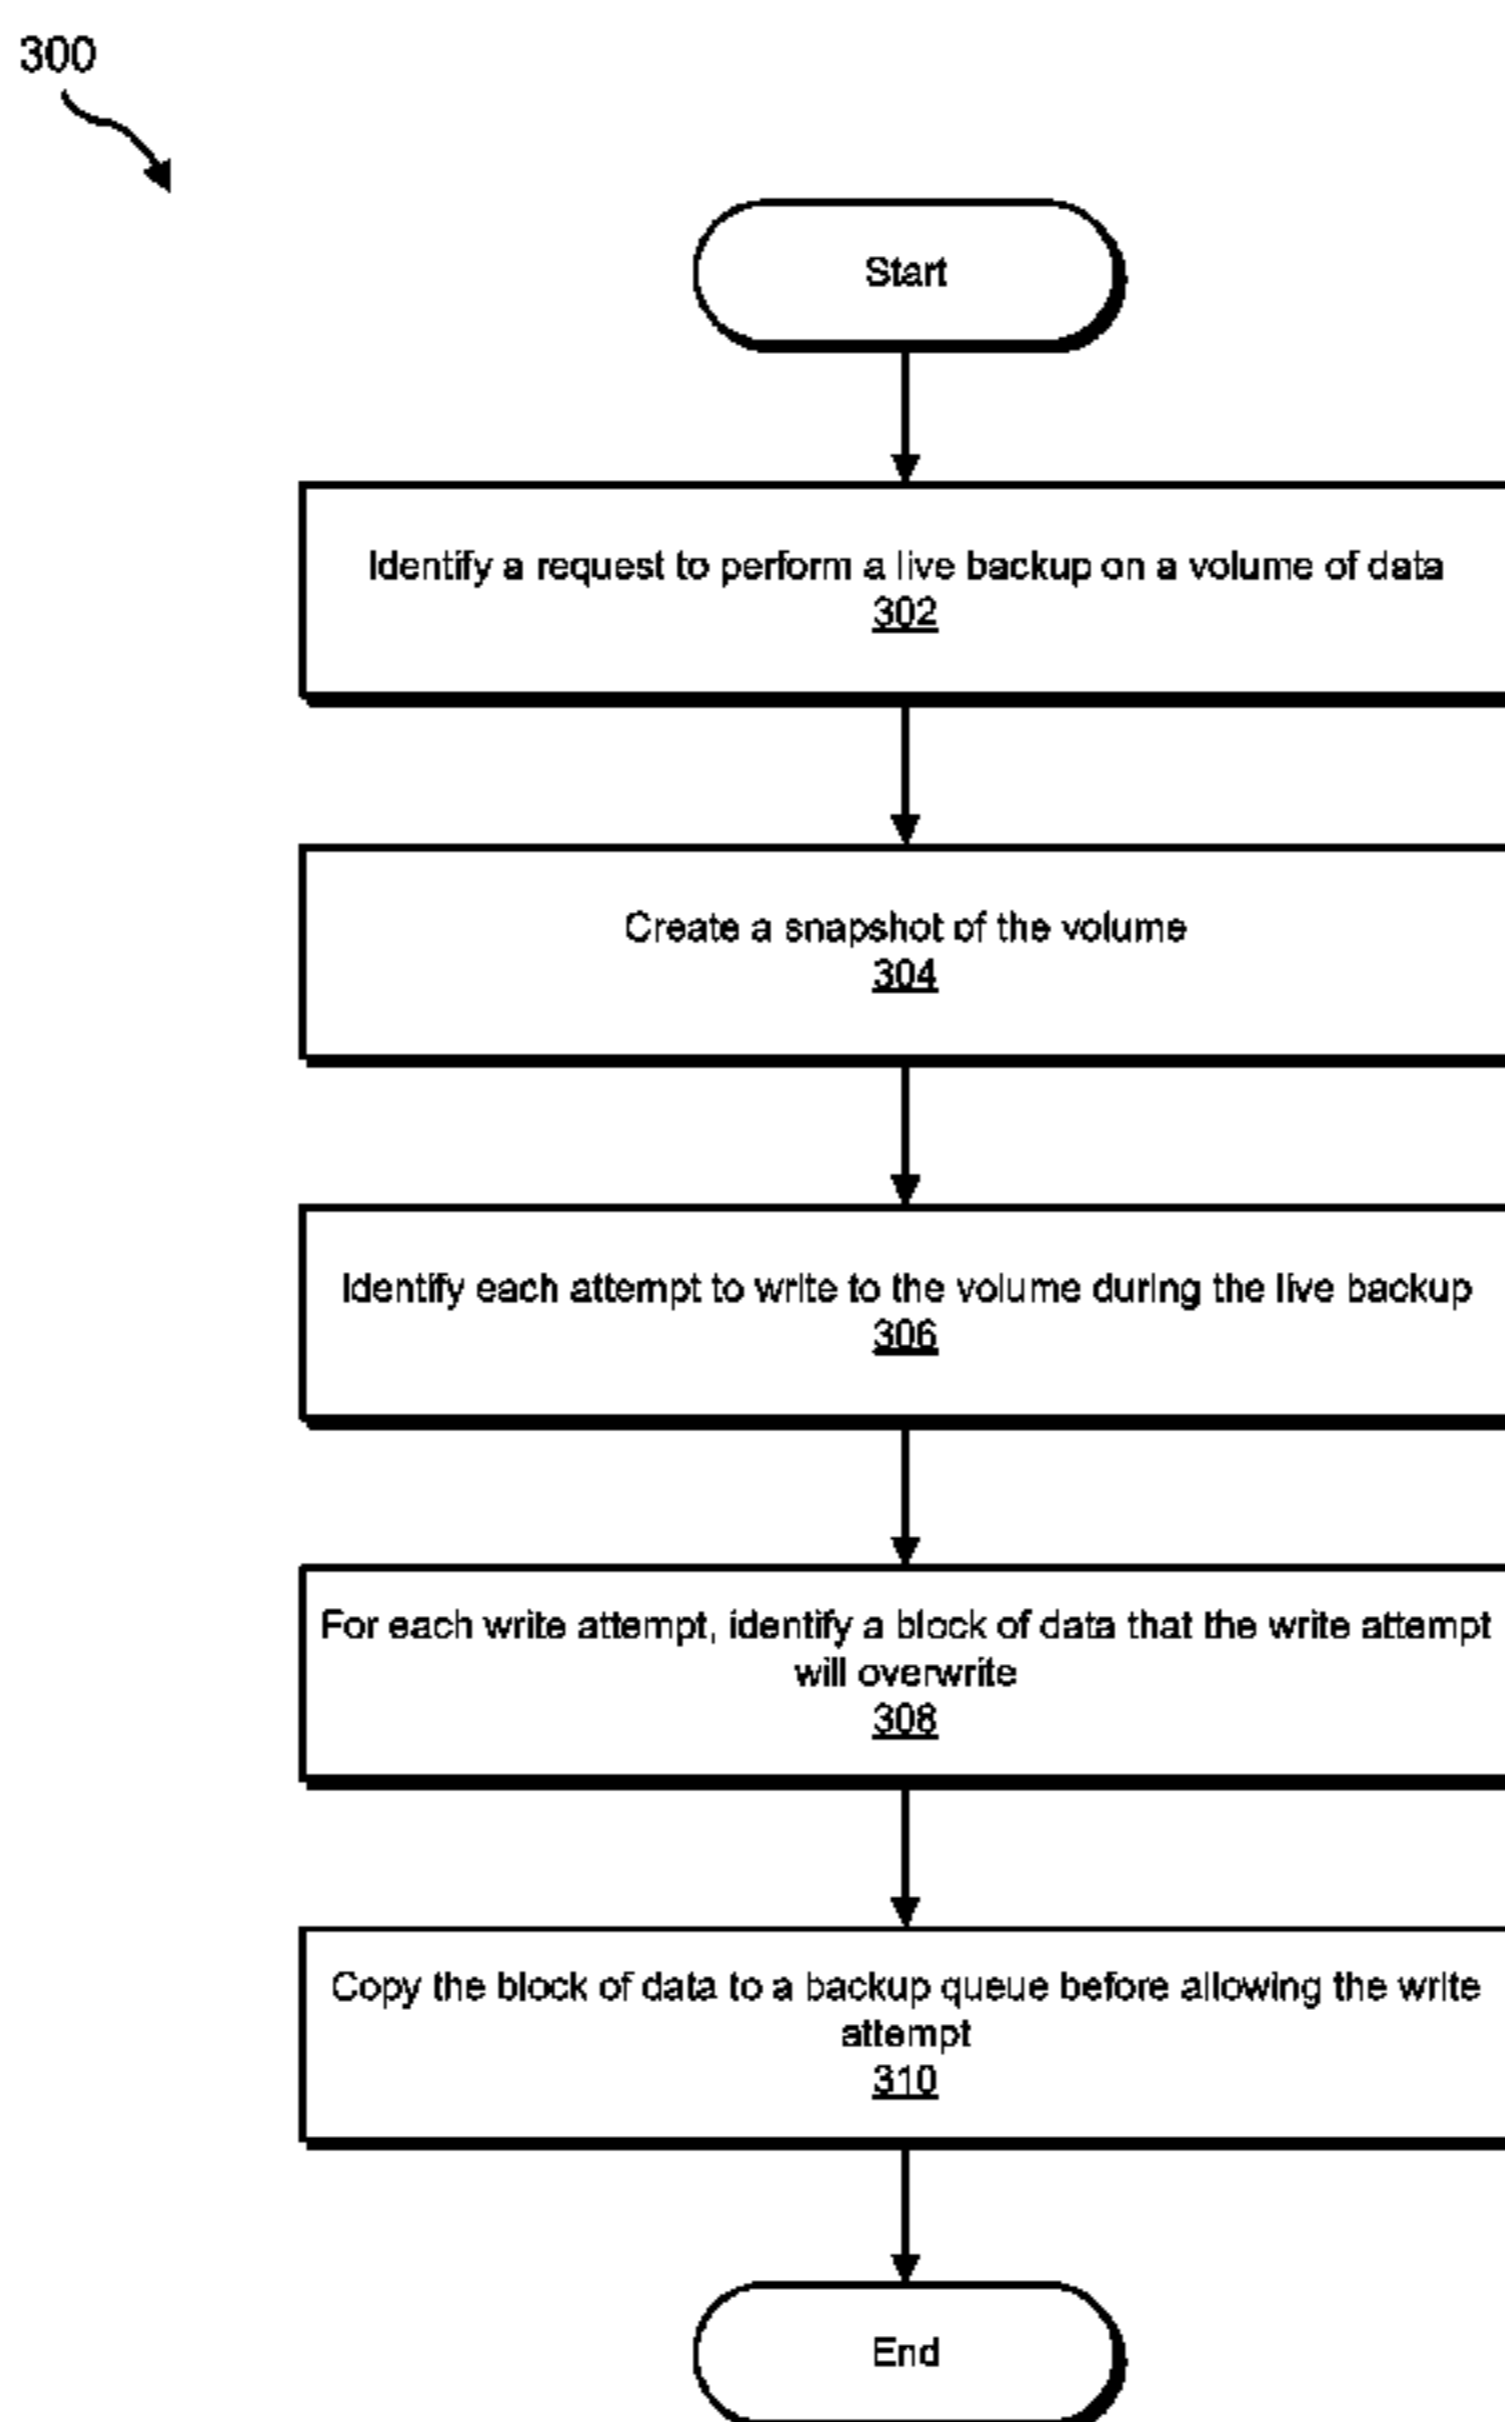 300
Start
Identify a request to perform a live backup on a volume of data
302
Create a snapshot of the volume
304
Identify each attempt to write to the volume during the live backup
306
For each write attempt, identify a block of data that the write attempt
will overwrite
308
Copy the block of data to a backup queue before allowing the write
attempt
310
End